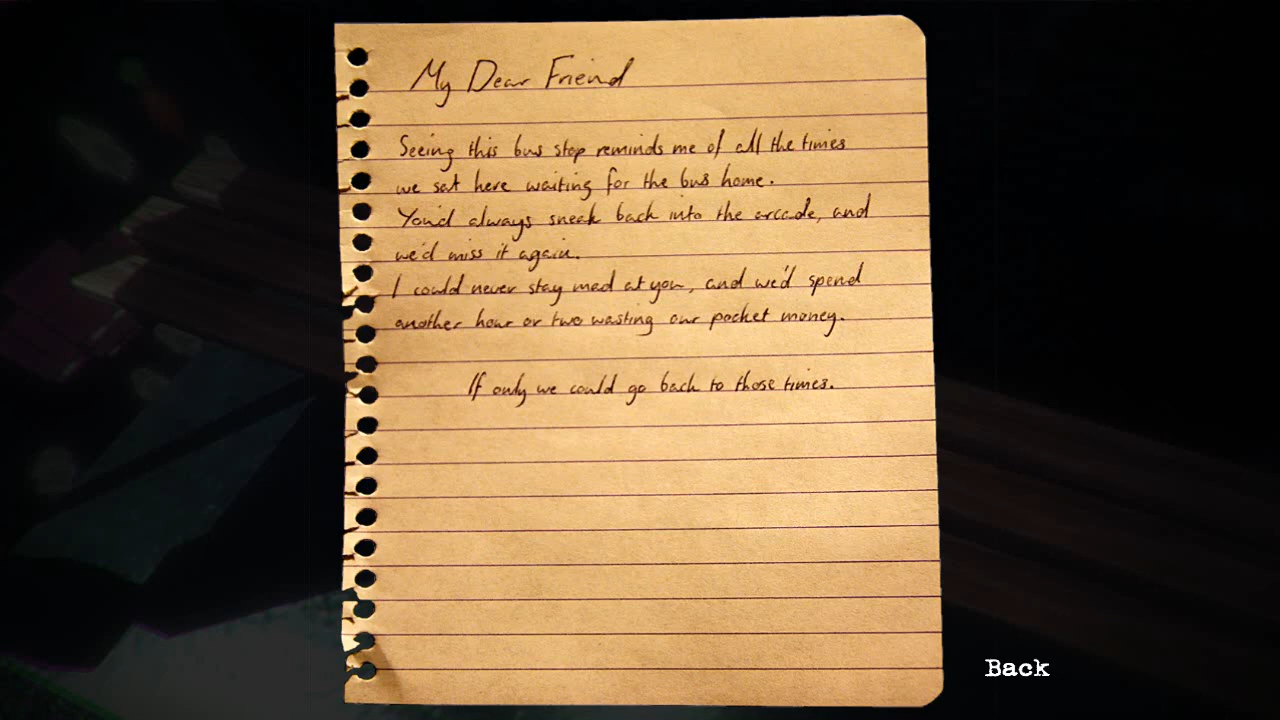 My Dear Friend
Seeing this bus stop reminds me of all the times
we sat here waiting for the bus home.
You'd always sneak back into the arcade, and
we'd miss it again.
I could never stay mad at you, and we'd spend
another hour or two wasting our pocket money.
If only we could go back to those times.
Back